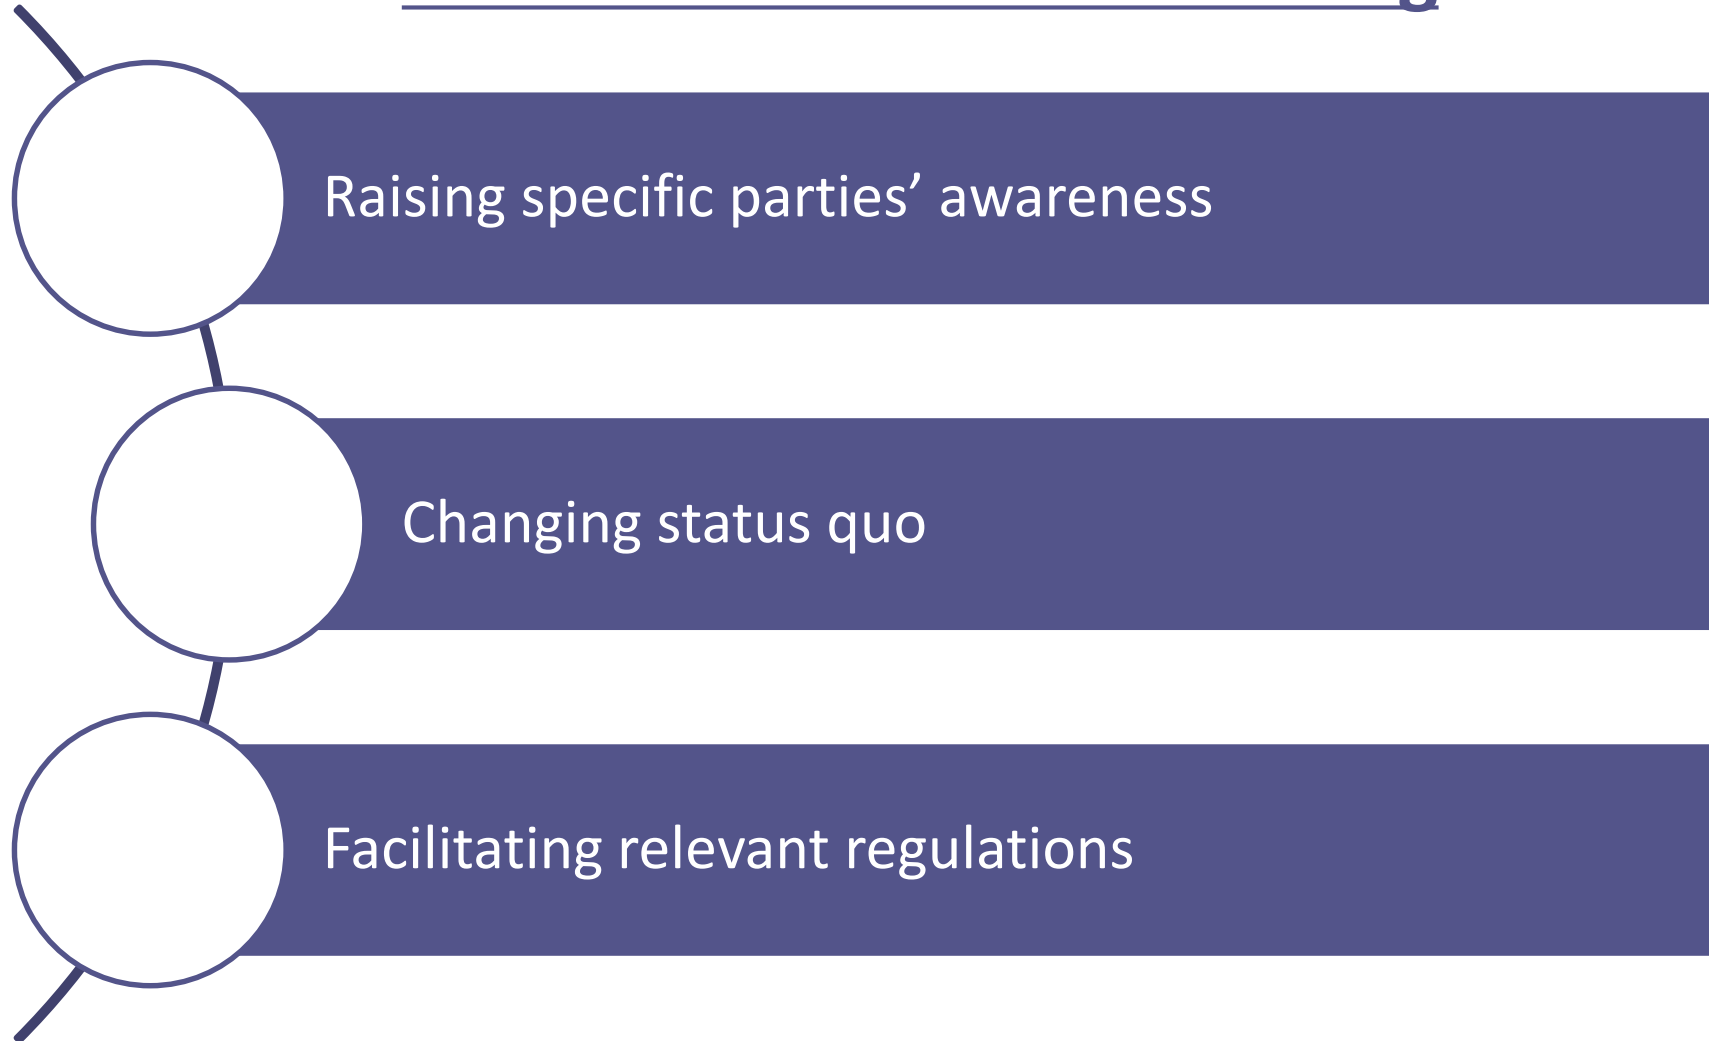 Raising specific parties’ awareness
Changing status quo
Facilitating relevant regulations